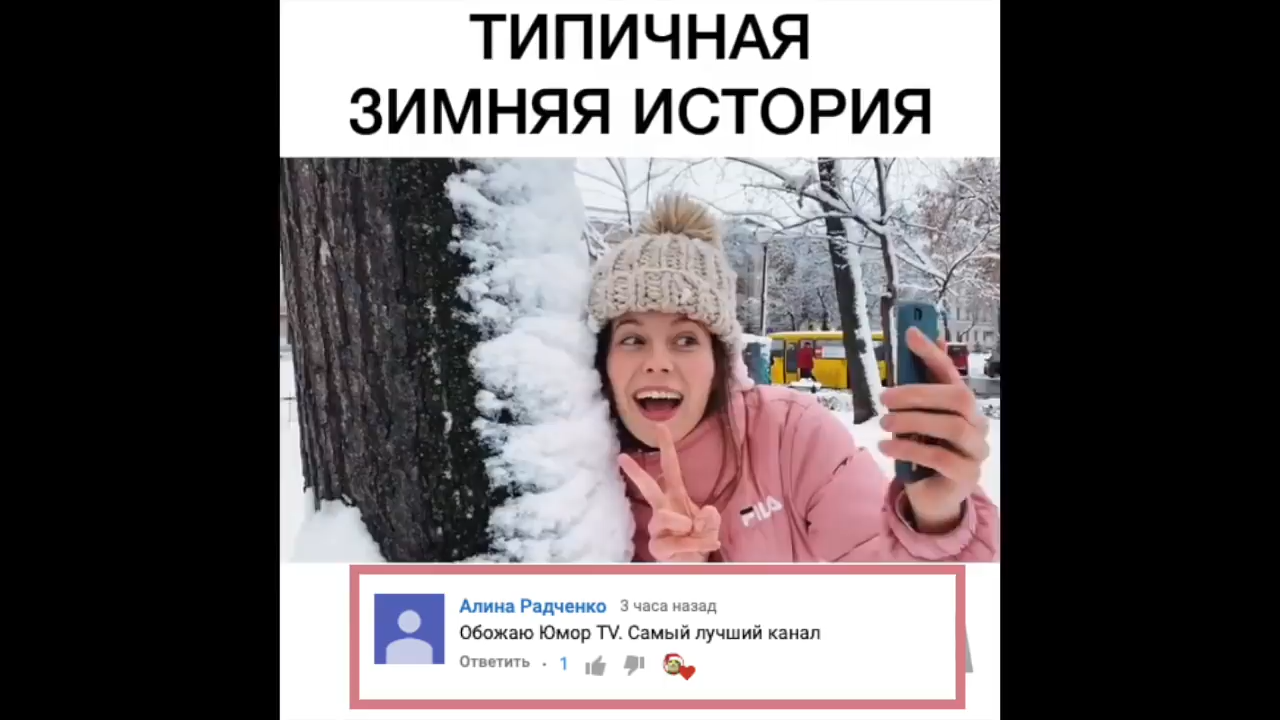 ТИПИЧНАЯ
ЗИМНЯЯ ИСТОРИЯ
FILA
Алина Радченко 3 часа назад
Обожаю Юмор TV. Самый лучший канал
Ответить · 1